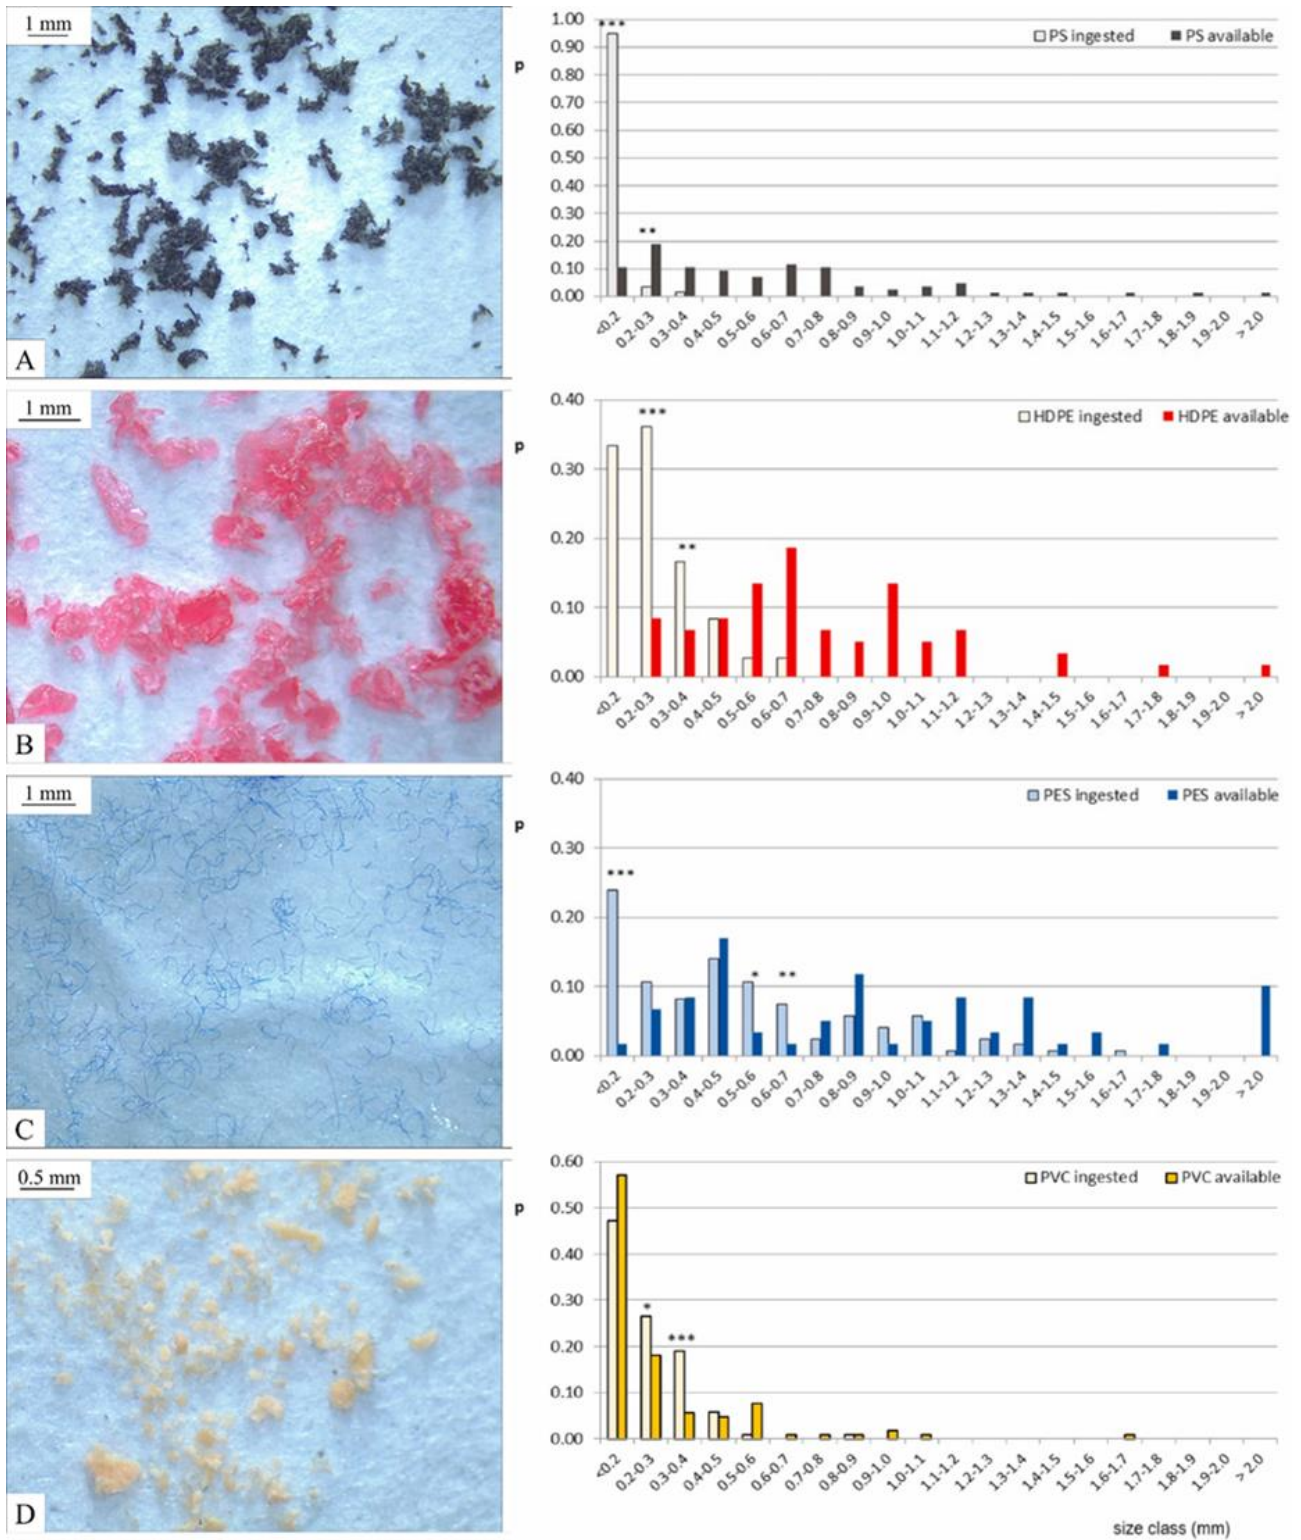 1 mm
A
p
1.00
0.90
0.80
0.70
0.60
0.50
0.40
0.30
0.20
0.10
0.00
***
**
PS ingested PS available
<0.2 0.2-0.3 0.3-0.4 0.4-0.5 0.5-0.6 0.6-0.7 0.7-0.8 0.8-0.9 0.9-1.0 1.0-1.1 1.1-1.2 1.2-1.3 1.3-1.4 1.4-1.5 1.5-1.6 1.6-1.7 1.7-1.8 1.8-1.9 1.9-2.0 > 2.0
1 mm
B
p
0.40
0.30
0.20
0.10
0.00
***
**
HDPE ingested HDPE available
<0.2 0.2-0.3 0.3-0.4 0.4-0.5 0.5-0.6 0.6-0.7 0.7-0.8 0.8-0.9 0.9-1.0 1.0-1.1 1.1-1.2 1.2-1.3 1.3-1.4 1.4-1.5 1.5-1.6 1.6-1.7 1.7-1.8 1.8-1.9 1.9-2.0 > 2.0
1 mm
C
p
0.40
0.30
0.20
0.10
0.00
***
* **
PES ingested PES available
<0.2 0.2-0.3 0.3-0.4 0.4-0.5 0.5-0.6 0.6-0.7 0.7-0.8 0.8-0.9 0.9-1.0 1.0-1.1 1.1-1.2 1.2-1.3 1.3-1.4 1.4-1.5 1.5-1.6 1.6-1.7 1.7-1.8 1.8-1.9 1.9-2.0 > 2.0
0.5 mm
D
p
0.60
0.50
0.40
0.30
0.20
0.10
0.00
*
***
PVC ingested PVC available
<0.2 0.2-0.3 0.3-0.4 0.4-0.5 0.5-0.6 0.6-0.7 0.7-0.8 0.8-0.9 0.9-1.0 1.0-1.1 1.1-1.2 1.2-1.3 1.3-1.4 1.4-1.5 1.5-1.6 1.6-1.7 1.7-1.8 1.8-1.9 1.9-2.0 > 2.0
size class (mm)